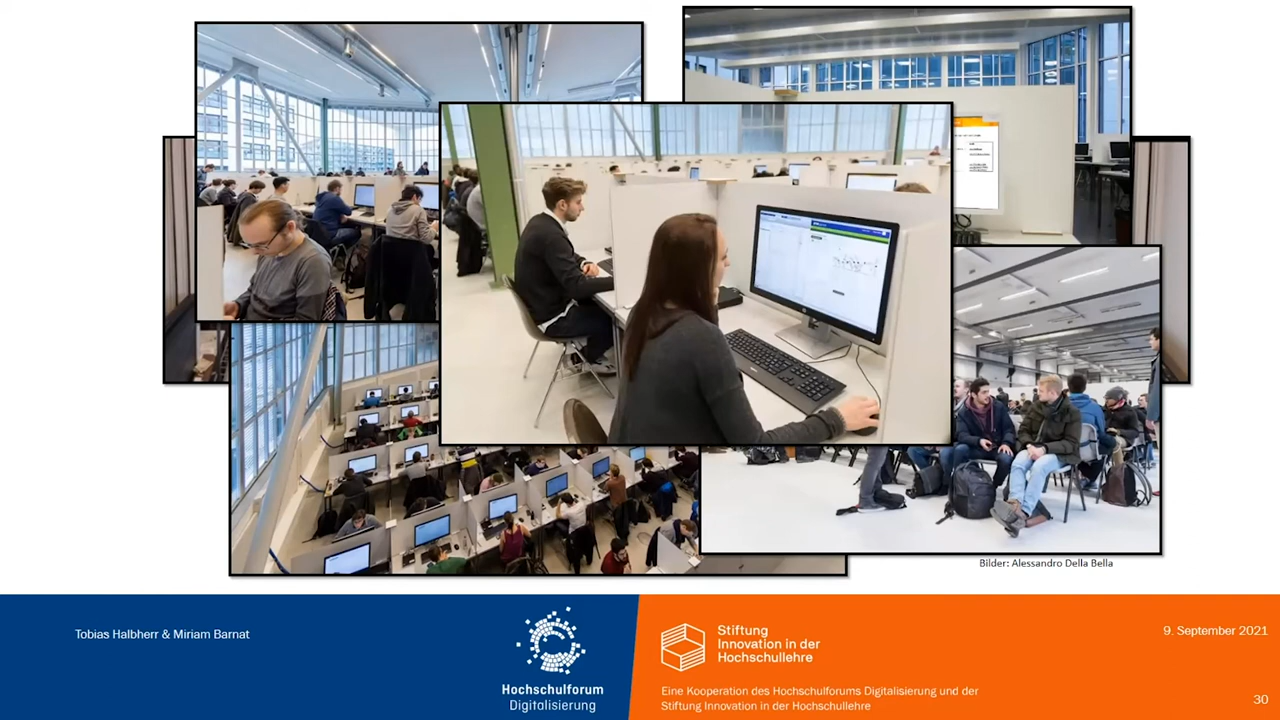 Bilder: Alessandro Della Bella
Tobias Halbherr & Miriam Barnat
Hochschulforum
Digitalisierung
Stiftung
Innovation in der
Hochschullehre
Eine Kooperation des Hochschulforums Digitalisierung und der
Stiftung Innovation in der Hochschullehre
9. September 2021
30